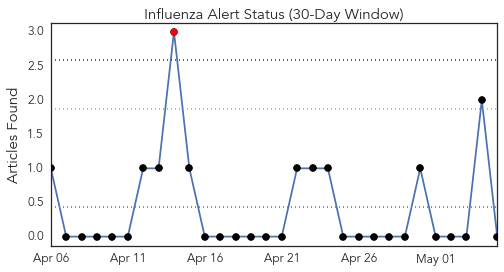 Influenza Alert Status (30-Day Window)
Articles Found
3.0
2.5
2.0
1.5
1.0
0.5
0.0
Apr 06 Apr 11 Apr 16 Apr 21 Apr 26 May 01